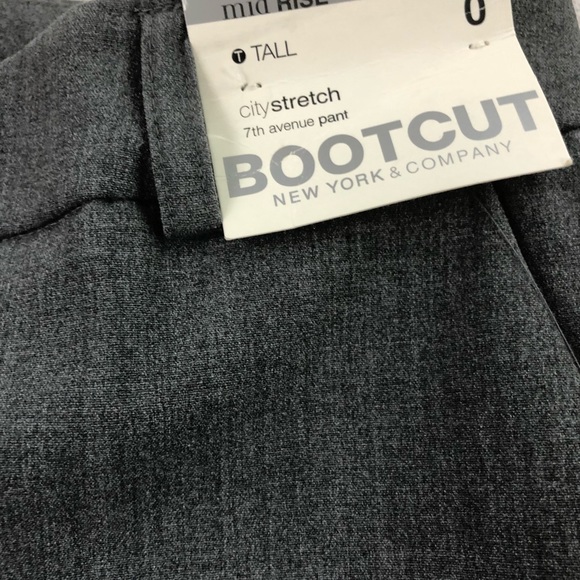 mid RISE
0
T TALL
citystretch
7th avenue pant
BOOTCUT
NEW YORK & COMPANY